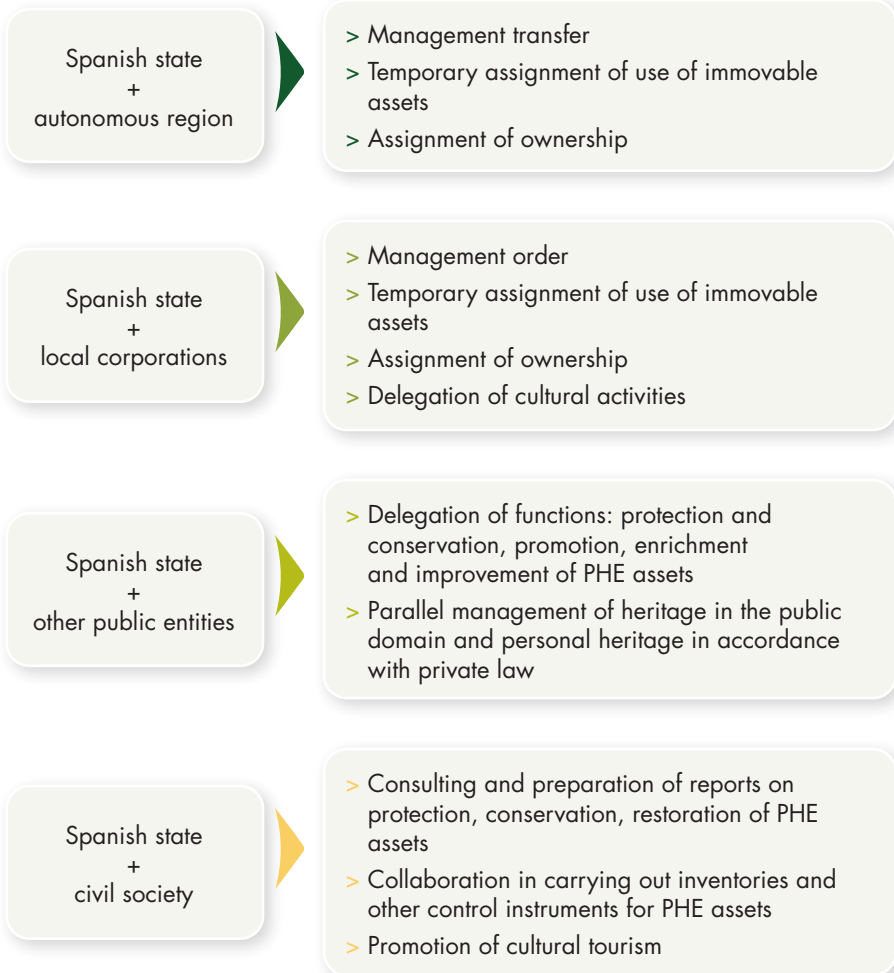 Spanish state
+
autonomous region
> Management transfer
> Temporary assignment of use of immovable
assets
> Assignment of ownership
Spanish state
+
local corporations
> Management order
> Temporary assignment of use of immovable
assets
> Assignment of ownership
> Delegation of cultural activities
Spanish state
+
other public entities
> Delegation of functions: protection and
conservation, promotion, enrichment
and improvement of PHE assets
> Parallel management of heritage in the public
domain and personal heritage in accordance
with private law
Spanish state
+
civil society
> Consulting and preparation of reports on
protection, conservation, restoration of PHE
assets
> Collaboration in carrying out inventories and
other control instruments for PHE assets
> Promotion of cultural tourism